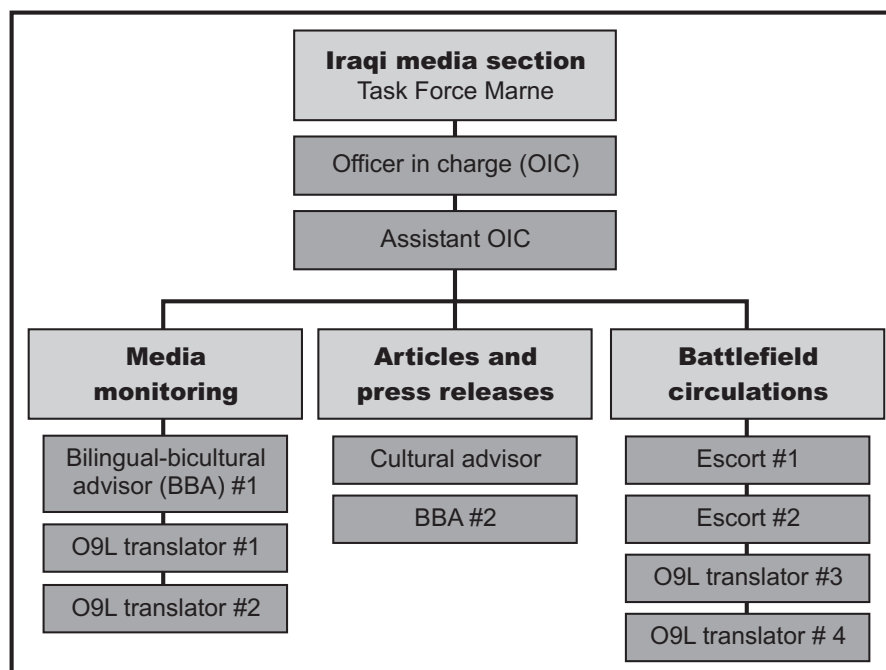 Iraqi media section
Task Force Marne
Officer in charge (OIC)
Assistant OIC
Media
monitoring
Bilingual-bicultural
advisor (BBA) #1
O9L translator #1
O9L translator #2
Articles and
press releases
Cultural advisor
BBA #2
Battlefield
circulations
Escort #1
Escort #2
O9L translator #3
O9L translator # 4